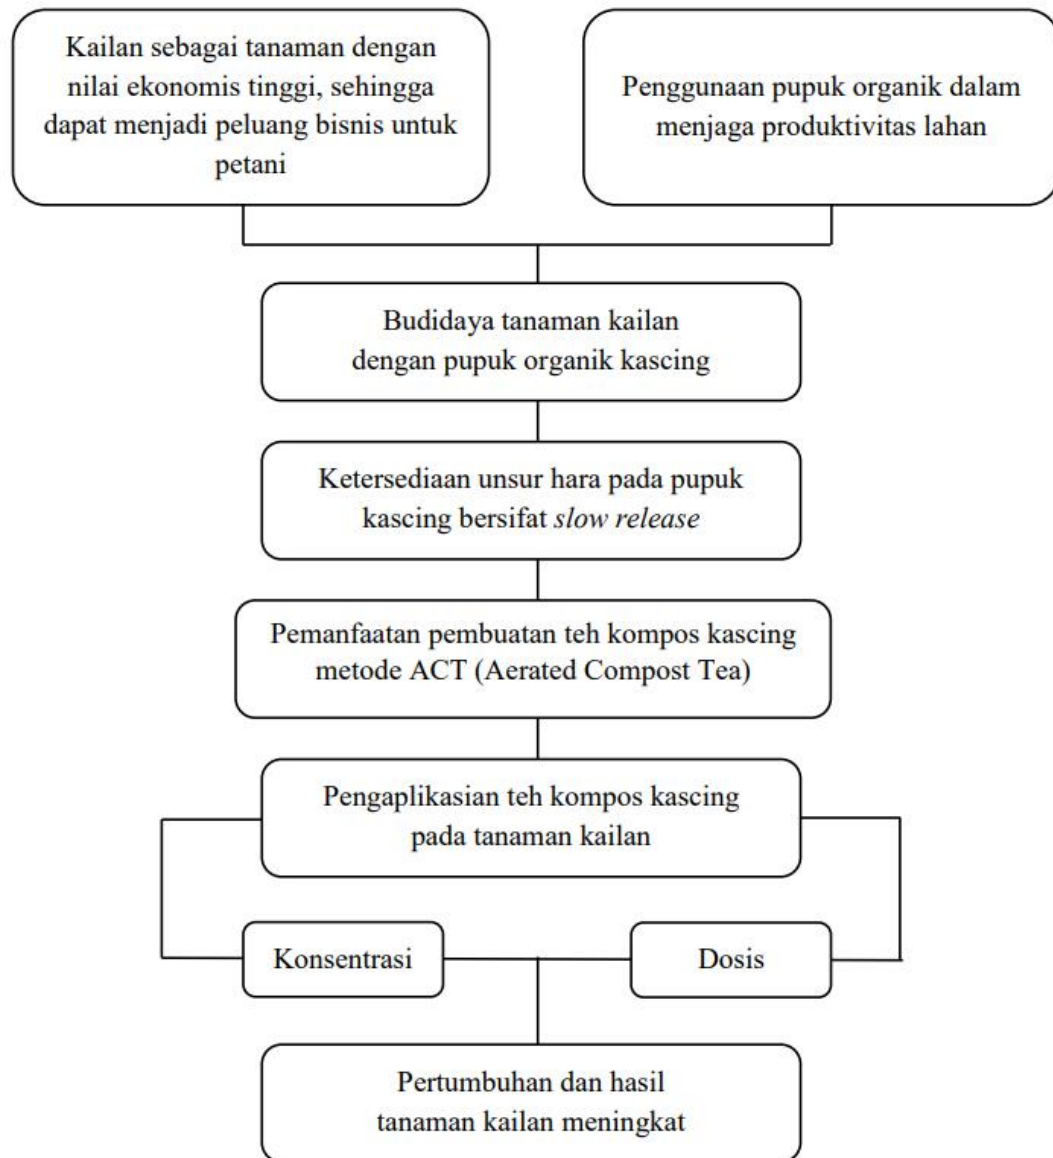 Kailan sebagai tanaman dengan
nilai ekonomis tinggi, sehingga
dapat menjadi peluang bisnis untuk
petani
Penggunaan pupuk organik dalam
menjaga produktivitas lahan
Budidaya tanaman kailan
dengan pupuk organik kascing
Ketersediaan unsur hara pada pupuk
kascing bersifat slow release
Pemanfaatan pembuatan teh kompos kascing
metode ACT (Aerated Compost Tea)
Pengaplikasian teh kompos kascing
pada tanaman kailan
Konsentrasi
Dosis
Pertumbuhan dan hasil
tanaman kailan meningkat